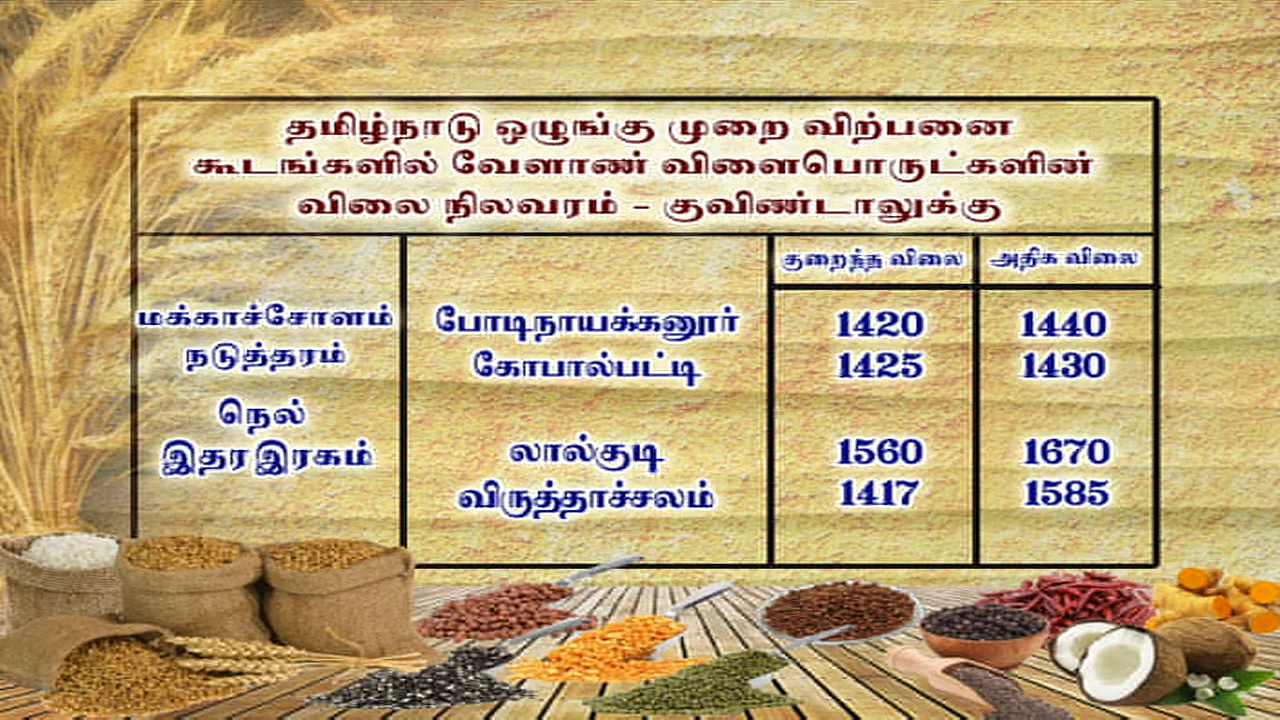 தமிழ்நாடு ஒழுங்கு முறை விற்பனை
கூடங்களில் வேளாண் விளைபொருட்களின்
விலை நிலவரம் - குவிண்டாலுக்கு
குறைந்த விலை அதிக விலை
மக்காச்சோளம் போடிநாயக்கனூர் 1420 1440
நடுத்தரம் கோபால்பட்டி 1425 1430
நெல்
இதர இரகம் லால்குடி 1560 1670
விருத்தாச்சலம் 1417 1585